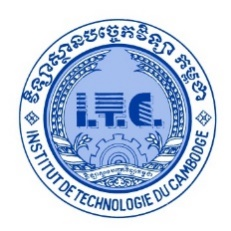 វិទ្យាស្ថានបច្ចេកវិទ្យា កម្ពុជា
I.T.C.
INSTITUT DE TECHNOLOGIE DU CAMBODGE